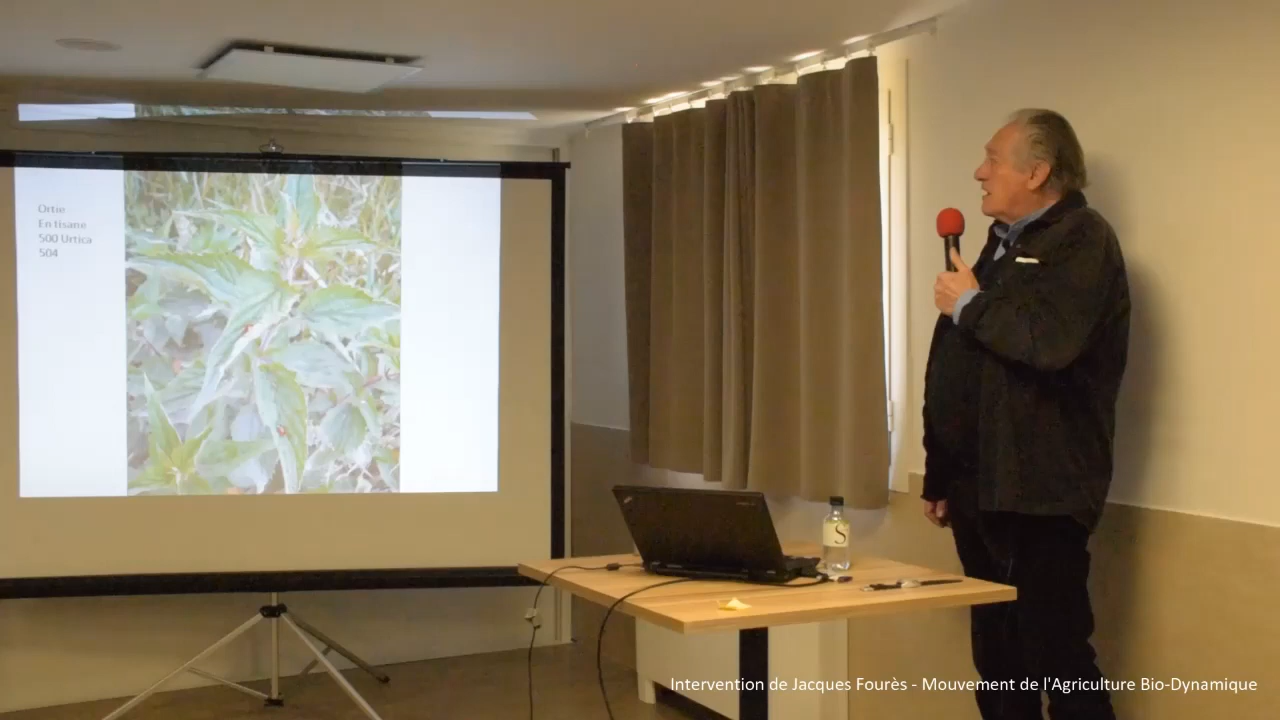 Ortie
En tisane
500 Urtica
504
S
Intervention de Jacques Fourès - Mouvement de l'Agriculture Bio-Dynamique